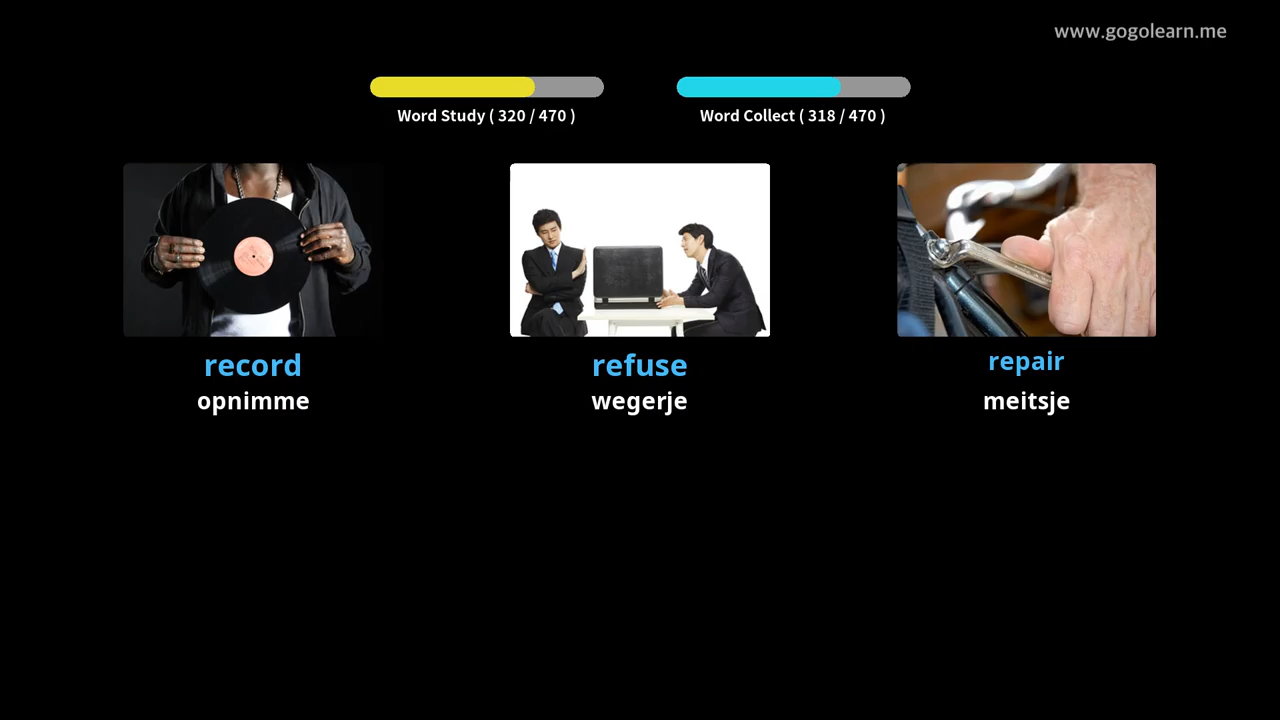 www.gogolearn.me
Word Study ( 320 / 470 )
Word Collect ( 318 / 470 )
record
opnimme
refuse
wegerje
repair
meitsje